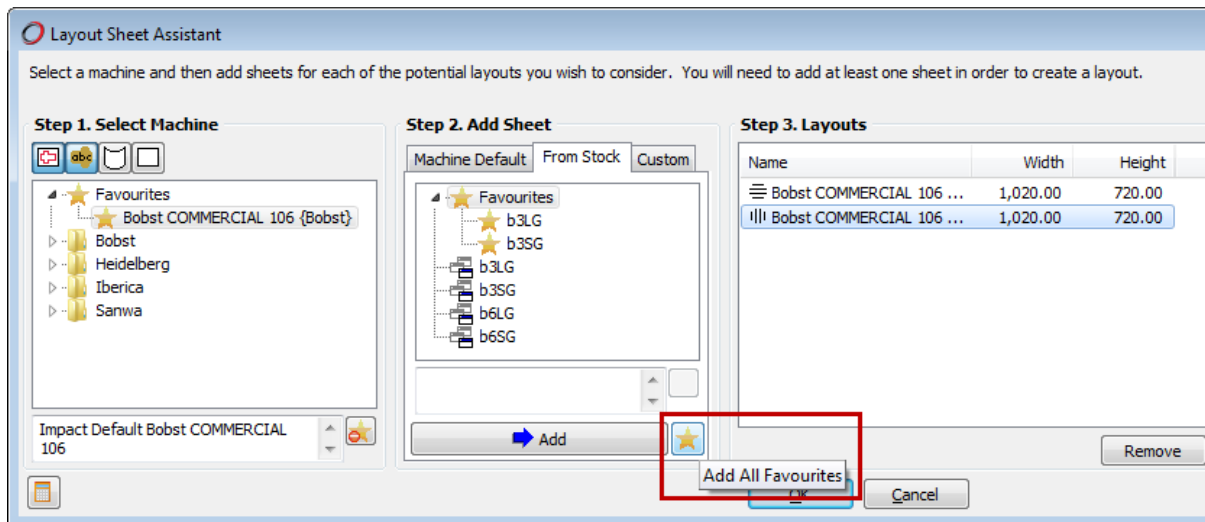 Layout Sheet Assistant
Select a machine and then add sheets for each of the potential layouts you wish to consider. You will need to add at least one sheet in order to create a layout.
Step 1. Select Machine
abc
Favourites
Bobst COMMERCIAL 106 {Bobst}
Bobst
Heidelberg
Iberica
Sanwa
Impact Default Bobst COMMERCIAL
106
Step 2. Add Sheet
Machine Default From Stock Custom
Favourites
b3LG
b3SG
b3LG
b3SG
b6LG
b6SG
Add
Add All Favourites
Step 3. Layouts
Name Width Height
Bobst COMMERCIAL 106 ... 1,020.00 720.00
Bobst COMMERCIAL 106 ... 1,020.00 720.00
Remove
OK Cancel